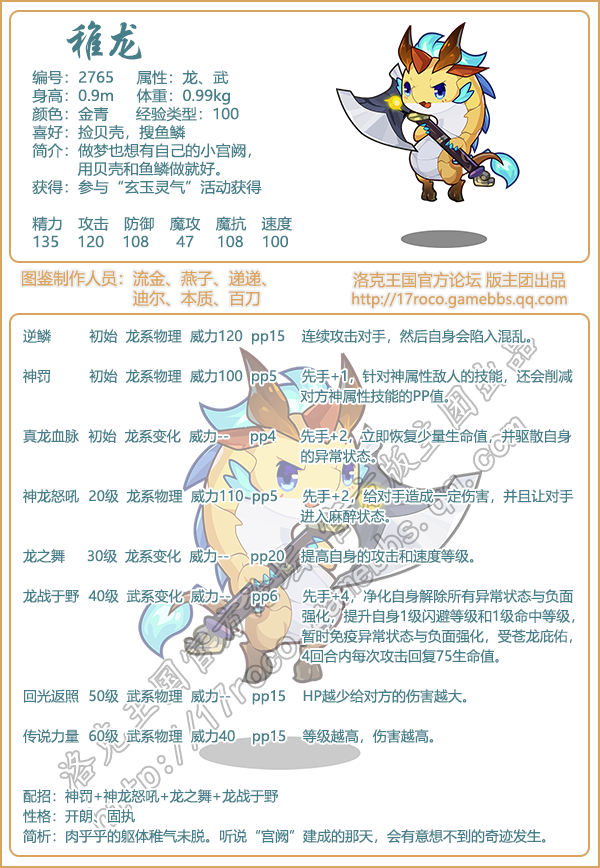 稚龙
编号：2765 属性：龙、武
身高：0.9m 体重：0.99kg
颜色：金青 经验类型：100
喜好：捡贝壳，搜鱼鳞
简介：做梦也想有自己的小宫阙，
用贝壳和鱼鳞做就好。
获得：参与“玄玉灵气”活动获得
精力 攻击 防御 魔攻 魔抗 速度
135 120 108 47 108 100
图鉴制作人员：流金、燕子、递递、
迪尔、本质、百刀
洛克王国官方论坛 版主团出品
http://17roco.gamebbs.qq.com
逆鳞 初始 龙系物理 威力120 pp15 连续攻击对手，然后自身会陷入混乱。
神罚 初始 龙系物理 威力100 pp5 先手+1，针对神属性敌人的技能，还会削减
对方神属性技能的PP值。
真龙血脉 初始 龙系变化 威力-- pp4 先手+2，立即恢复少量生命值，并驱散自身
的异常状态。
神龙怒吼 20级 龙系物理 威力110 pp5 先手+2，给对手造成一定伤害，并且让对手
进入麻醉状态。
龙之舞 30级 龙系变化 威力-- pp20 提高自身的攻击和速度等级。
龙战于野 40级 武系变化 威力-- pp6 先手+4，净化自身解除所有异常状态与负面
强化，提升自身1级闪避等级和1级命中等级，
暂时免疫异常状态与负面强化，受苍龙庇佑，
4回合内每次攻击回复75生命值。
回光返照 50级 武系物理 威力-- pp15 HP越少给对方的伤害越大。
传说力量 60级 武系物理 威力40 pp15 等级越高，伤害越高。
配招：神罚+神龙怒吼+龙之舞+龙战于野
性格：开朗、固执
简析：肉乎乎的躯体稚气未脱。听说“宫阙”建成的那天，会有意想不到的奇迹发生。
洛克王国官方论坛版主团出品
http://17roco.gamebbs.qq.com